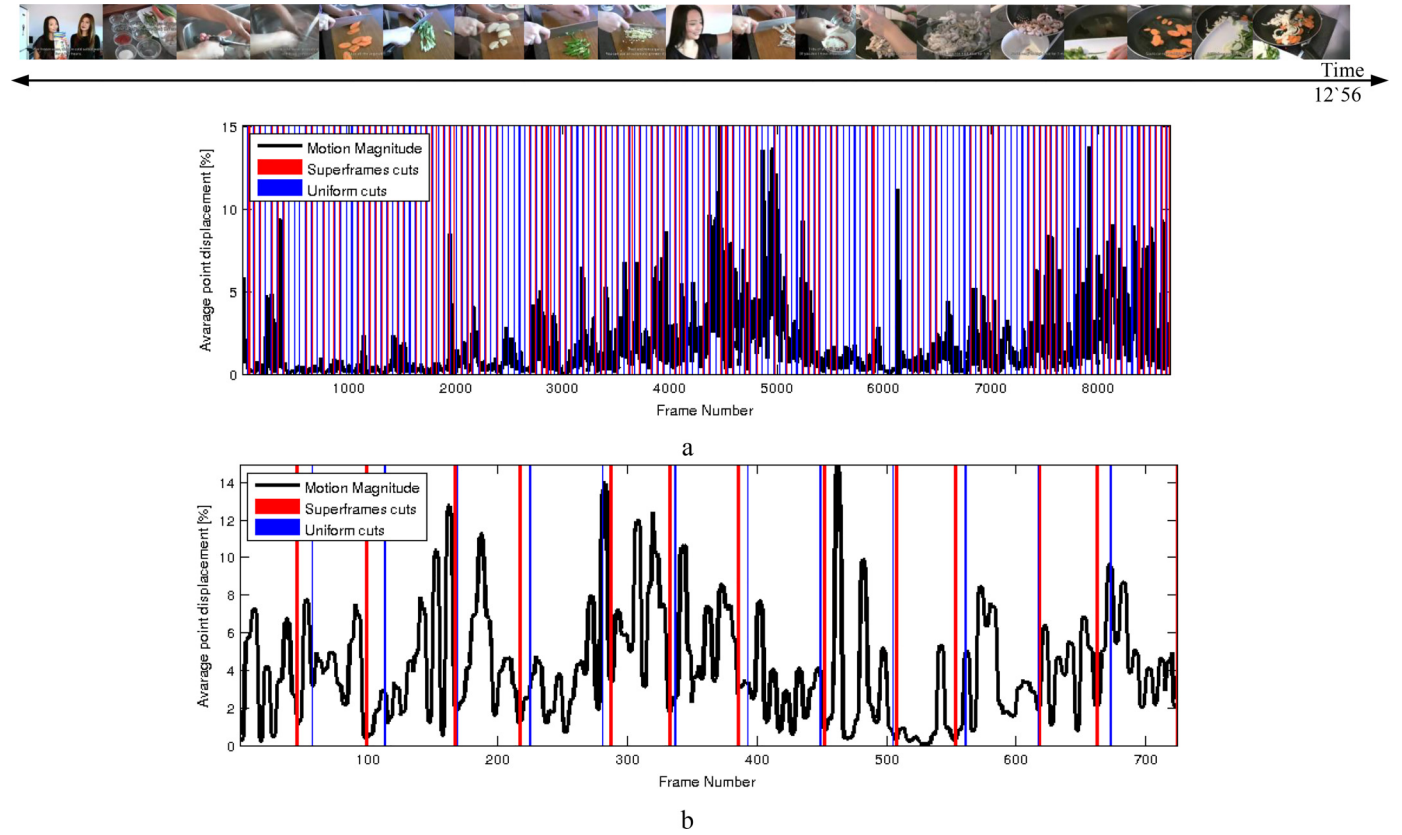 Time
12`56
15
10
5
0
Avarage point displacement [%]
Motion Magnitude
Superframes cuts
Uniform cuts
1000 2000 3000 4000 5000 6000 7000 8000
Frame Number
a
14
12
10
8
6
4
2
0
Avarage point displacement [%]
Motion Magnitude
Superframes cuts
Uniform cuts
100 200 300 400 500 600 700
Frame Number
b